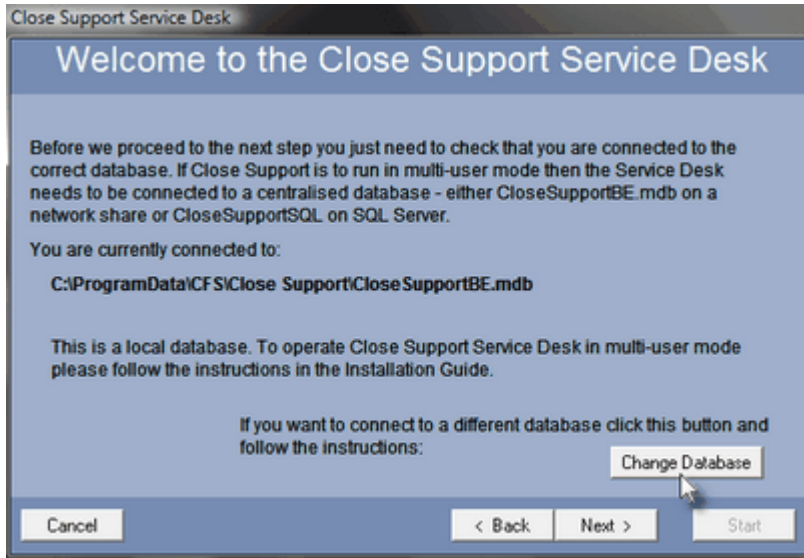 Close Support Service Desk
Welcome to the Close Support Service Desk
Before we proceed to the next step you just need to check that you are connected to the
correct database. If Close Support is to run in multi-user mode then the Service Desk
needs to be connected to a centralised database - either CloseSupportBE.mdb on a
network share or CloseSupportSQL on SQL Server.
You are currently connected to:
C:\ProgramData\CFS\Close Support\CloseSupportBE.mdb
This is a local database. To operate Close Support Service Desk in multi-user mode
please follow the instructions in the Installation Guide.
If you want to connect to a different database click this button and
follow the instructions:
Change Database
Cancel
< Back
Next >
Start